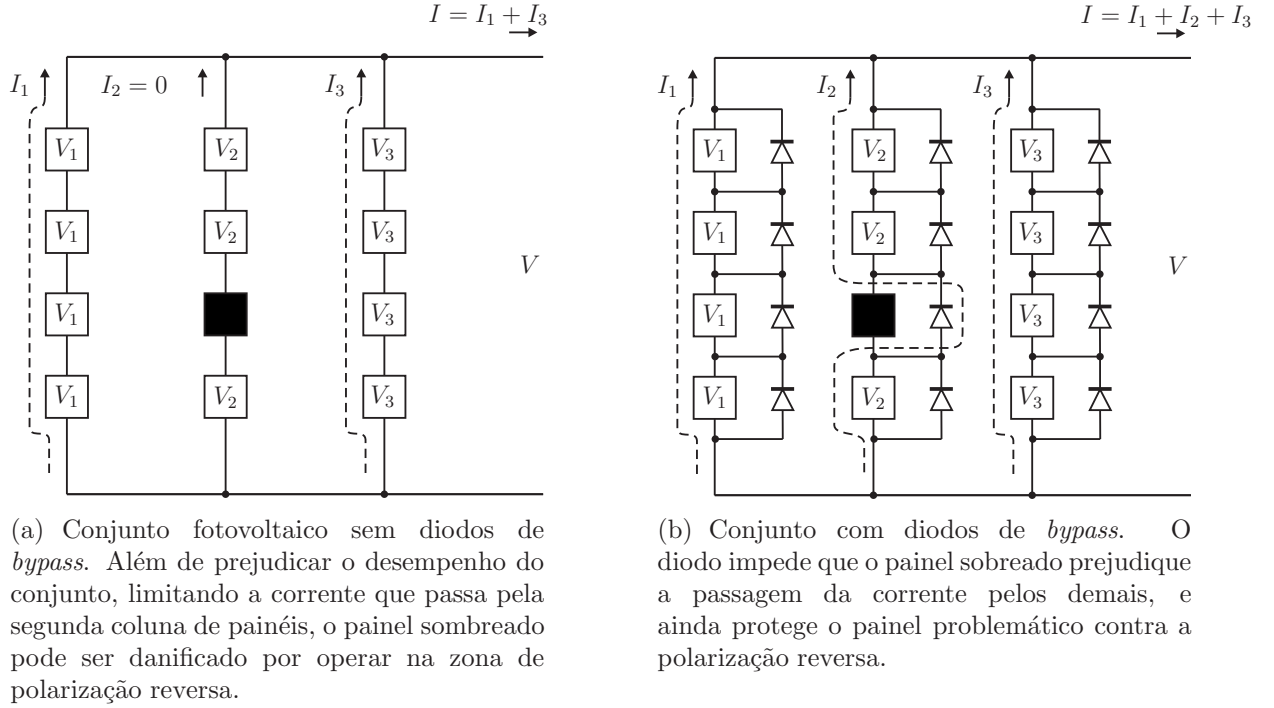 I = I₁ + I₃
I₁
I₂ = 0
I₃
V₁ V₂ V₃
V₁ V₂ V₃
V₁ V₃
V₁ V₂ V₃
V
(a) Conjunto fotovoltaico sem diodos de
bypass. Além de prejudicar o desempenho do
conjunto, limitando a corrente que passa pela
segunda coluna de painéis, o painel sombreado
pode ser danificado por operar na zona de
polarização reversa.
I = I₁ + I₂ + I₃
I₁
I₂
I₃
V₁ V₂ V₃
V₁ V₂ V₃
V₁ V₃
V₁ V₂ V₃
V
(b) Conjunto com diodos de bypass. O
diodo impede que o painel sobreado prejudique
a passagem da corrente pelos demais, e
ainda protege o painel problemático contra a
polarização reversa.